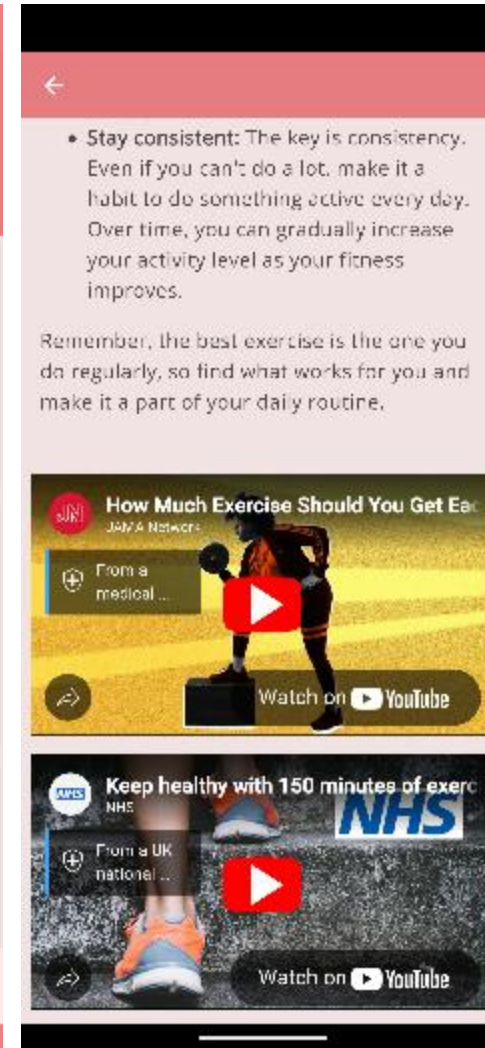 • Stay consistent: The key is consistency.
Even if you can't do a lot, make it a
habit to do something active every day.
Over time, you can gradually increase
your activity level as your fitness
improves.
Remember, the best exercise is the one you
do regularly, so find what works for you and
make it a part of your daily routine.
JN
How Much Exercise Should You Get Eac
JAMA Network
From a
medical ...
Watch on YouTube
NHS
Keep healthy with 150 minutes of exerc
NHS
NHS
From a UK
national ...
Watch on YouTube